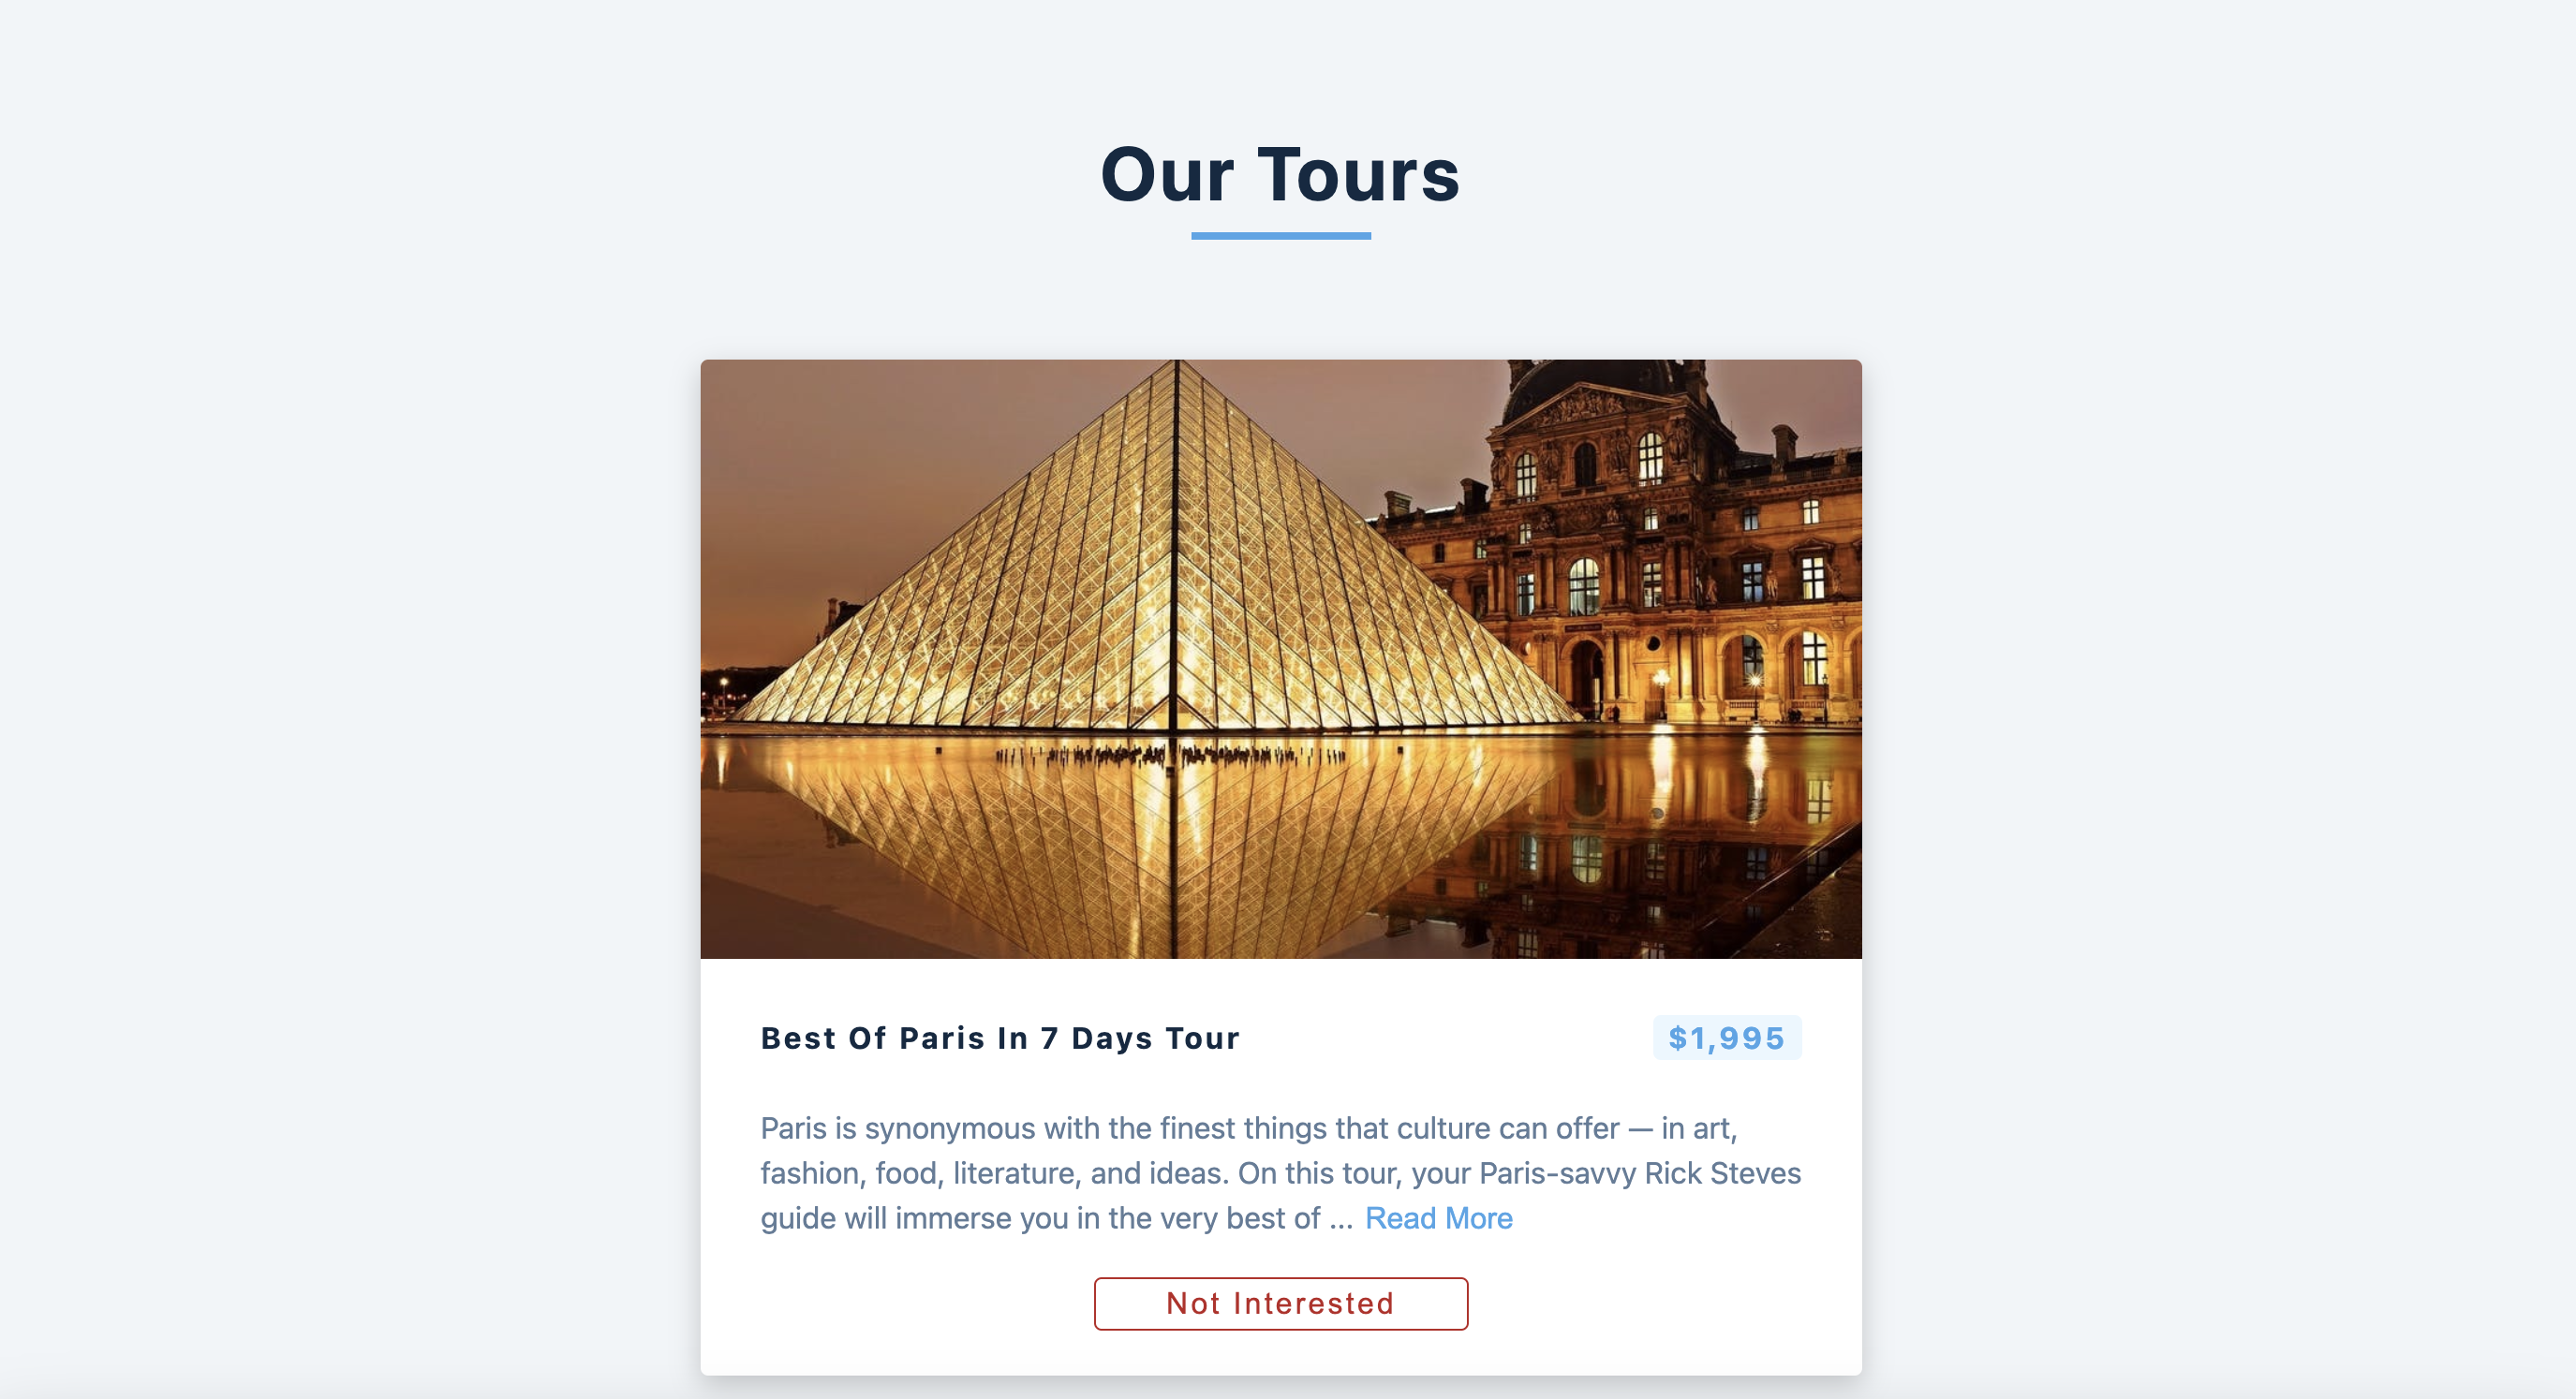 Our Tours
Best Of Paris In 7 Days Tour
$1,995
Paris is synonymous with the finest things that culture can offer — in art,
fashion, food, literature, and ideas. On this tour, your Paris-savvy Rick Steves
guide will immerse you in the very best of ... Read More
Not Interested